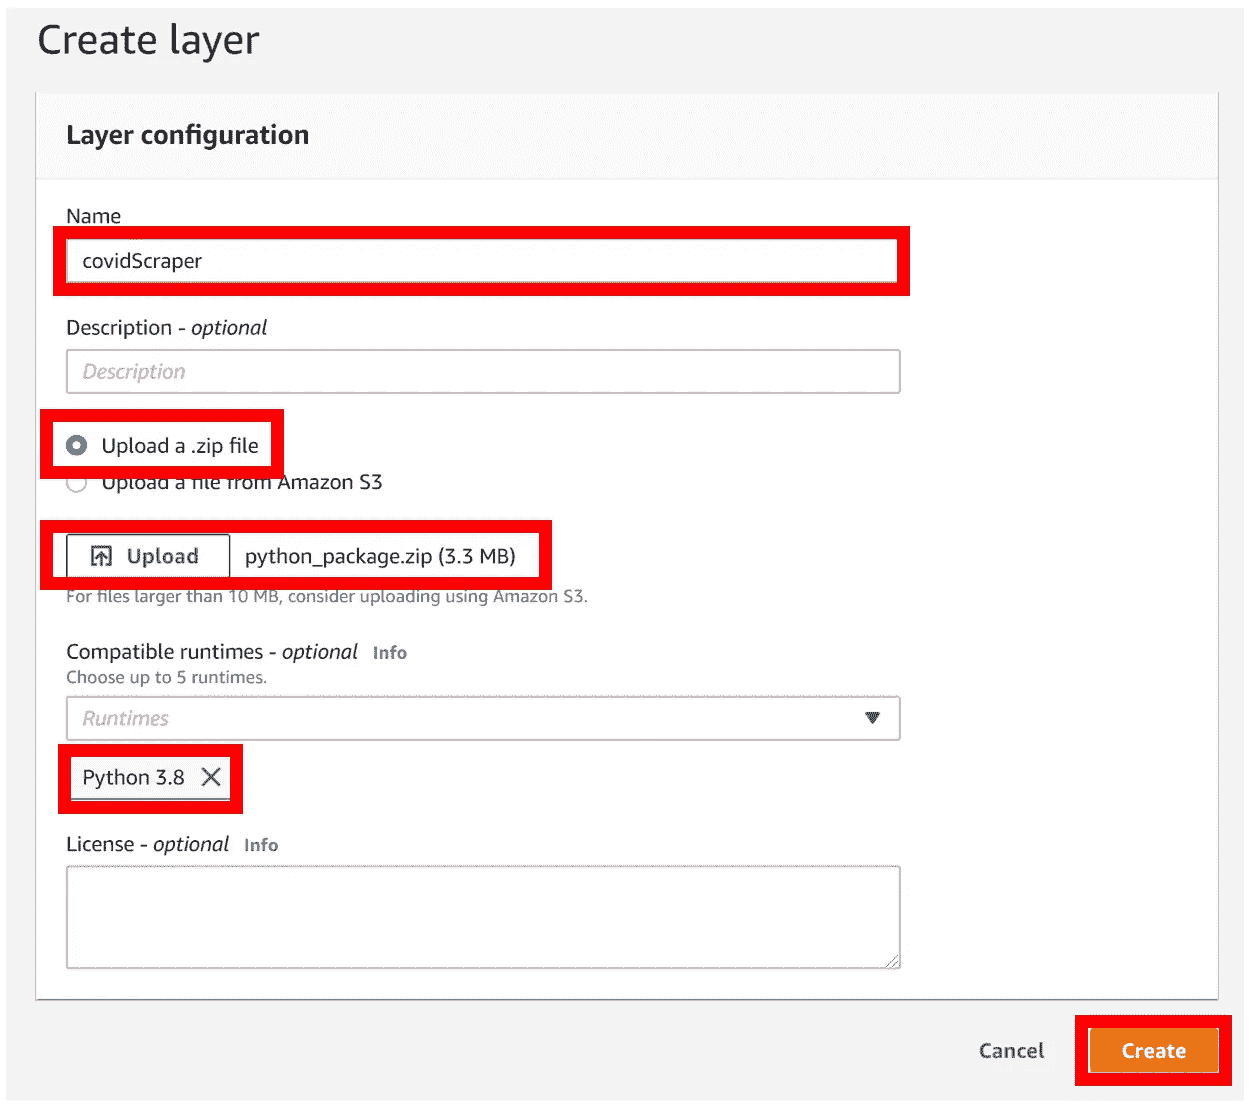 Create layer
Layer configuration
Name
covidScraper
Description - optional
Description
Upload a .zip file
Upload a file from Amazon S3
Upload python_package.zip (3.3 MB)
For files larger than 10 MB, consider uploading using Amazon S3.
Compatible runtimes - optional Info
Choose up to 5 runtimes.
Runtimes
Python 3.8
License - optional Info
Cancel Create